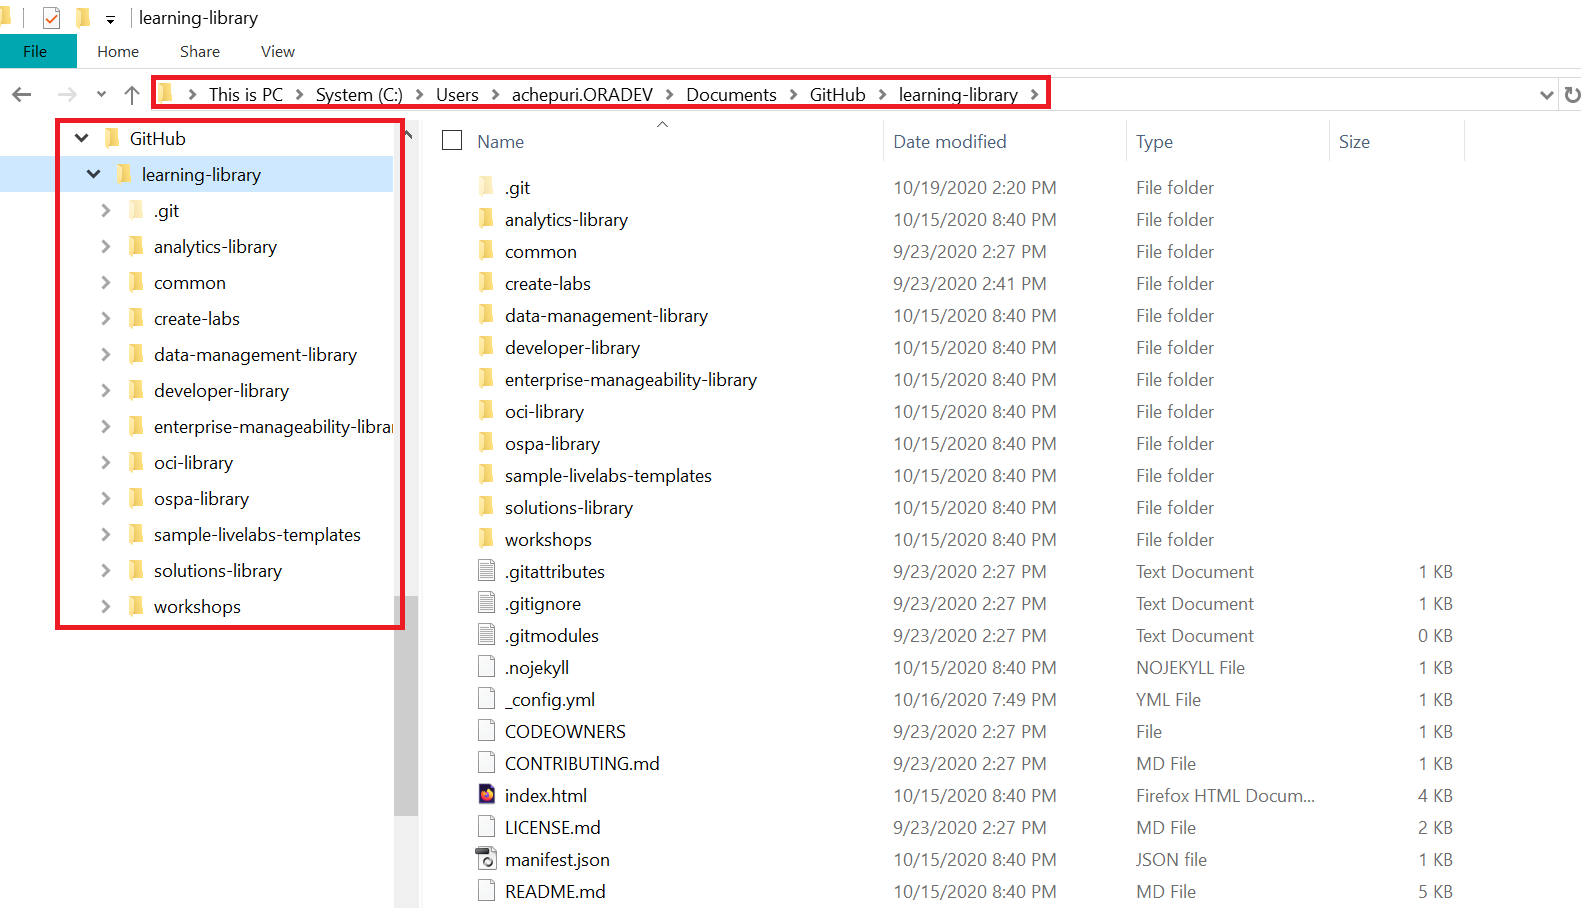 learning-library
File Home Share View
This is PC System (C:) Users achepuri.ORADEV Documents GitHub learning-library
GitHub
learning-library
.git
analytics-library
common
create-labs
data-management-library
developer-library
enterprise-manageability-librar
oci-library
ospa-library
sample-livelabs-templates
solutions-library
workshops
Name Date modified Type Size
.git 10/19/2020 2:20 PM File folder
analytics-library 10/15/2020 8:40 PM File folder
common 9/23/2020 2:27 PM File folder
create-labs 9/23/2020 2:41 PM File folder
data-management-library 10/15/2020 8:40 PM File folder
developer-library 10/15/2020 8:40 PM File folder
enterprise-manageability-library 10/15/2020 8:40 PM File folder
oci-library 10/15/2020 8:40 PM File folder
ospa-library 10/15/2020 8:40 PM File folder
sample-livelabs-templates 10/15/2020 8:40 PM File folder
solutions-library 10/15/2020 8:40 PM File folder
workshops 10/15/2020 8:40 PM File folder
.gitattributes 9/23/2020 2:27 PM Text Document 1 KB
.gitignore 9/23/2020 2:27 PM Text Document 1 KB
.gitmodules 9/23/2020 2:27 PM Text Document 0 KB
.nojekyll 10/15/2020 8:40 PM NOJEKYLL File 1 KB
_config.yml 10/16/2020 7:49 PM YML File 1 KB
CODEOWNERS 9/23/2020 2:27 PM File 1 KB
CONTRIBUTING.md 9/23/2020 2:27 PM MD File 1 KB
index.html 10/15/2020 8:40 PM Firefox HTML Docum... 4 KB
LICENSE.md 9/23/2020 2:27 PM MD File 2 KB
manifest.json 10/15/2020 8:40 PM JSON file 1 KB
README.md 10/15/2020 8:40 PM MD File 5 KB